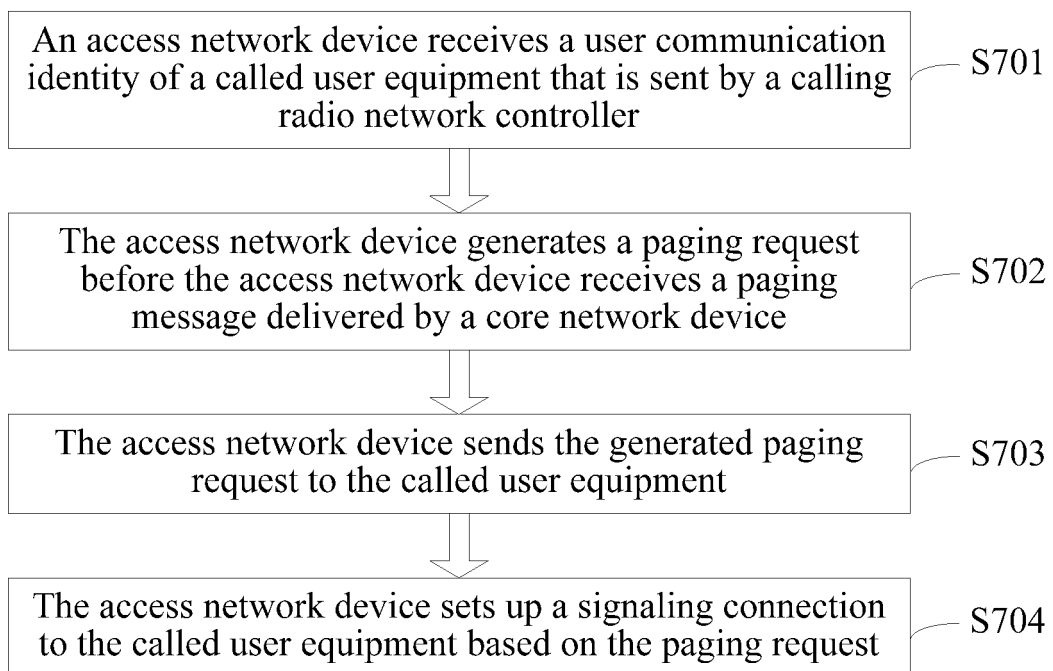 An access network device receives a user communication
identity of a called user equipment that is sent by a calling
radio network controller
S701
The access network device generates a paging request
before the access network device receives a paging
message delivered by a core network device
S702
The access network device sends the generated paging
request to the called user equipment
S703
The access network device sets up a signaling connection
to the called user equipment based on the paging request
S704